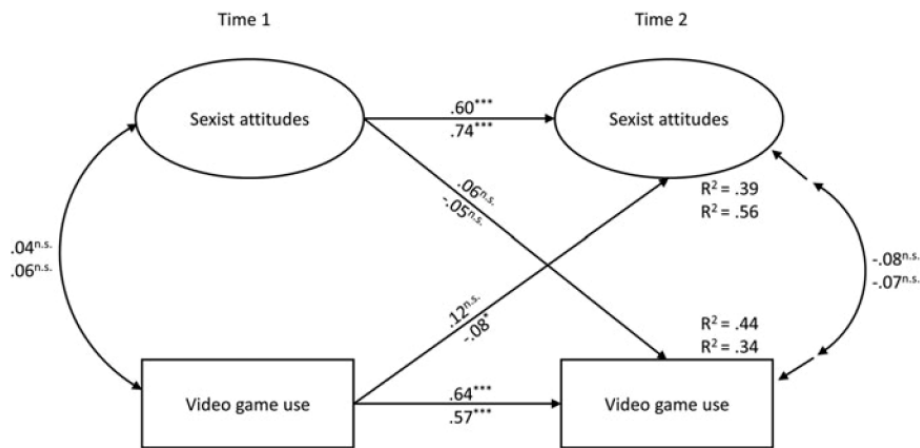 Time 1 Time 2
Sexist attitudes .60*** Sexist attitudes
.74***
R² = .39
R² = .56
.06ⁿ·ˢ·
-.05ⁿ·ˢ·
.04ⁿ·ˢ·
.06ⁿ·ˢ·
-.08ⁿ·ˢ·
-.07ⁿ·ˢ·
.12ⁿ·ˢ·
-.08*
R² = .44
R² = .34
Video game use .64*** Video game use
.57***